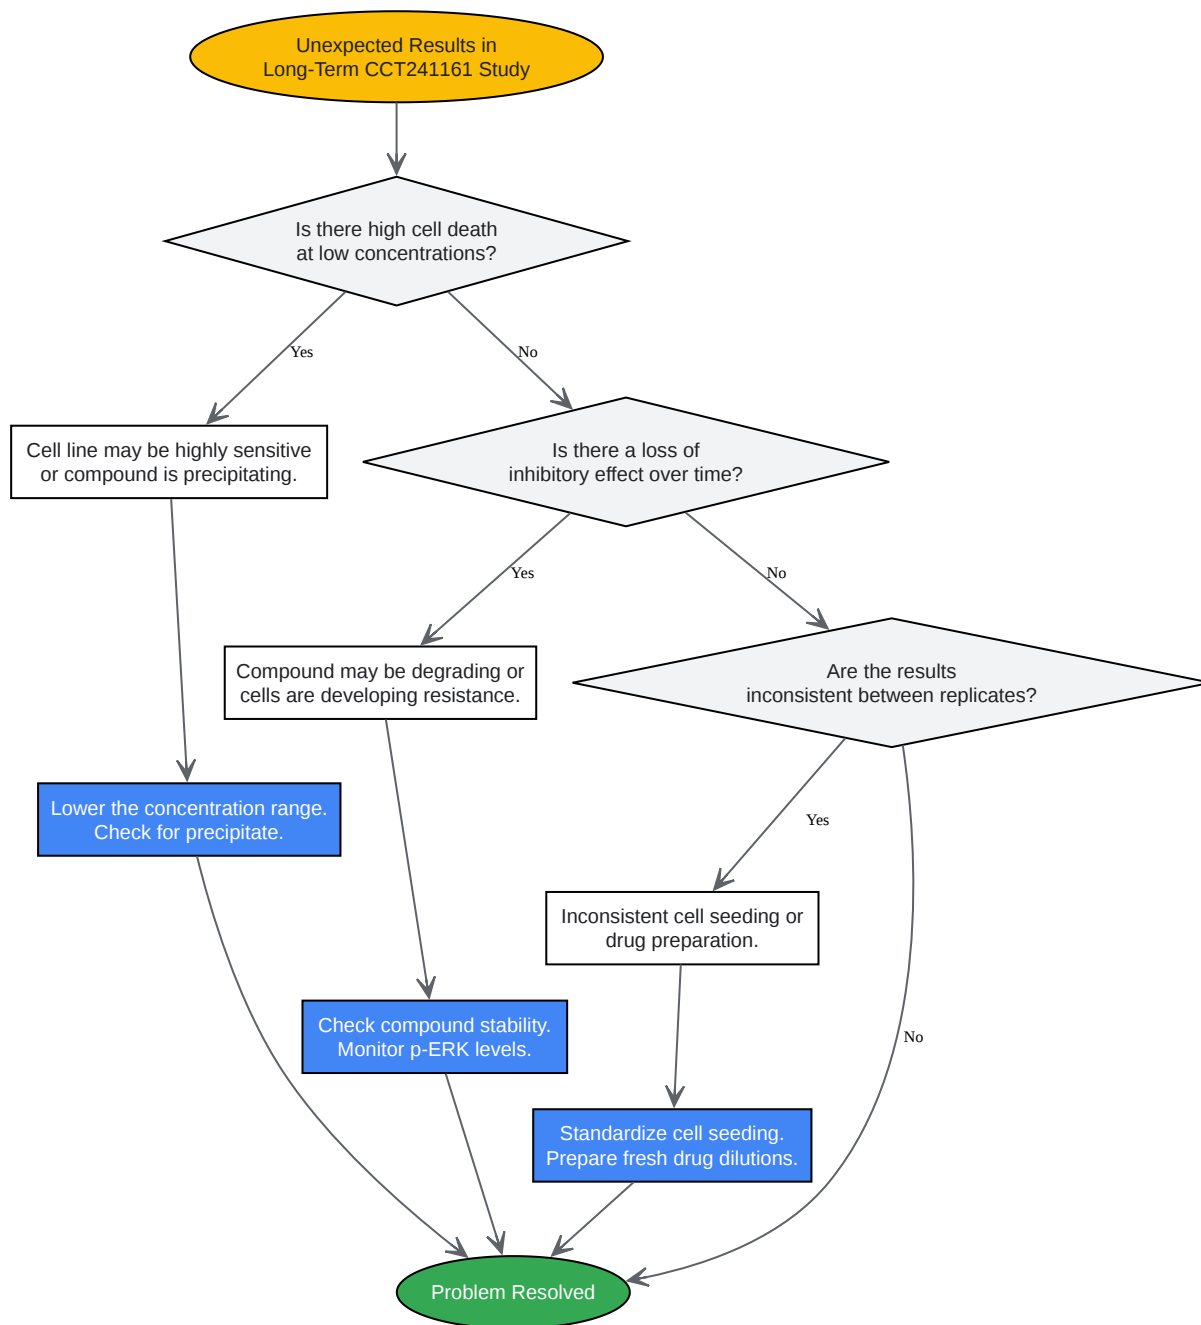 Unexpected Results in
Long-Term CCT241161 Study
Is there high cell death
at low concentrations?
Yes
No
Cell line may be highly sensitive
or compound is precipitating.
Is there a loss of
inhibitory effect over time?
Yes
No
Compound may be degrading or
cells are developing resistance.
Are the results
inconsistent between replicates?
Lower the concentration range.
Check for precipitate.
Yes
Inconsistent cell seeding or
drug preparation.
Check compound stability.
Monitor p-ERK levels.
No
Standardize cell seeding.
Prepare fresh drug dilutions.
Problem Resolved